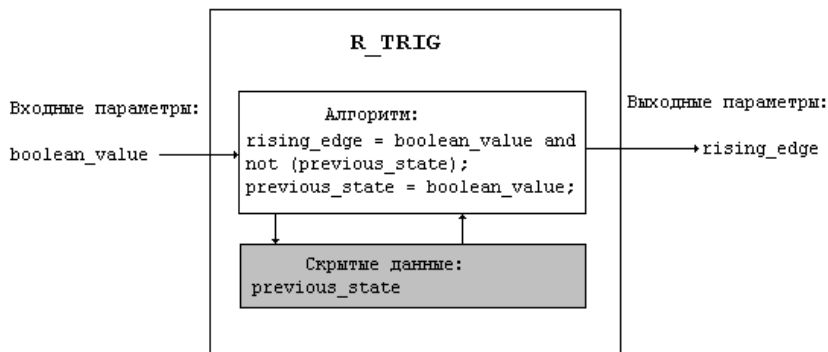 R_TRIG
Входные параметры:
boolean_value
Алгоритм:
rising_edge = boolean_value and
not (previous_state);
previous_state = boolean_value;
Скрытые данные:
previous_state
Выходные параметры:
rising_edge